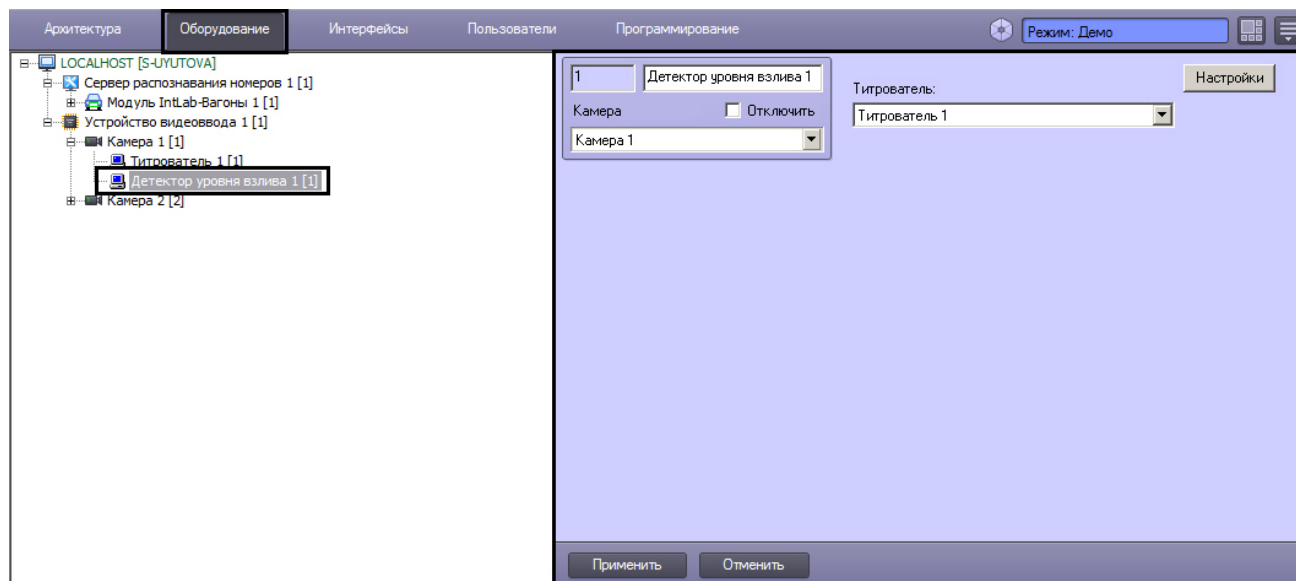 Архитектура Оборудование Интерфейсы Пользователи Программирование Режим: Демо
LOCALHOST [S-UYUTOVA]
Сервер распознавания номеров 1 [1]
Модуль IntLab-Вагоны 1 [1]
Устройство видеоввода 1 [1]
Камера 1 [1]
Титрователь 1 [1]
Детектор уровня взлива 1 [1]
Камера 2 [2]
1 Детектор уровня взлива 1
Камера Отключить
Камера 1
Титрователь:
Титрователь 1
Настройки
Применить Отменить